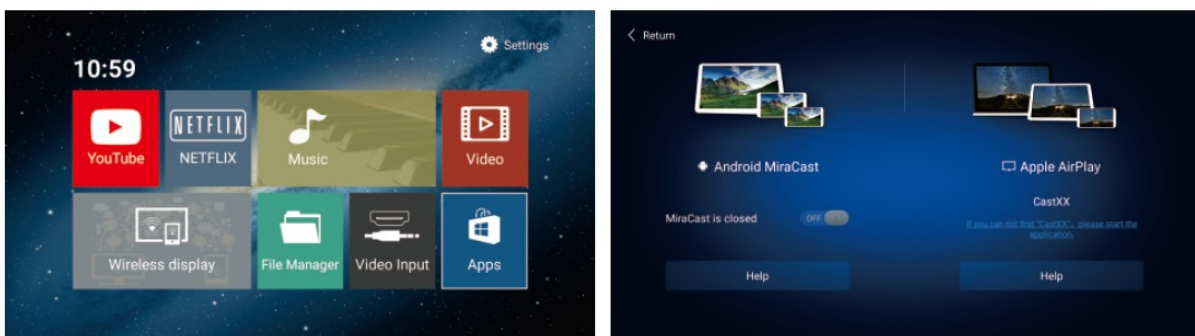 Settings
10:59
YouTube
NETFLIX
NETFLIX
Music
Video
Wireless display
File Manager
Video Input
Apps
Return
Android MiraCast
MiraCast is closed
OFF
Help
Apple AirPlay
CastXX
If you can not find "CastXX", please start the
application.
Help